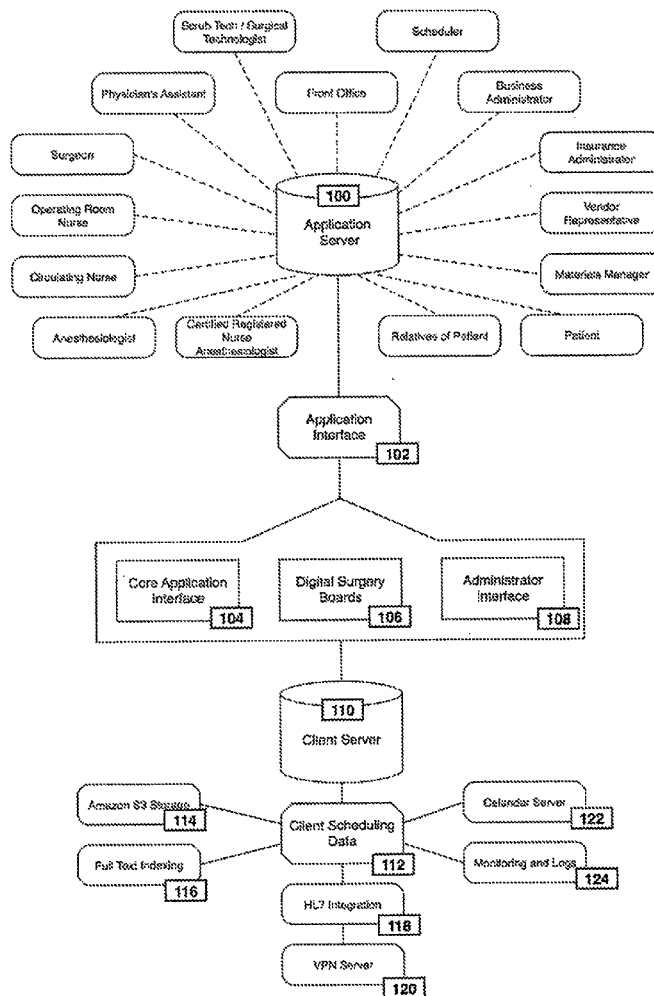 Scrub Tech / Surgical
Technologist
Scheduler
Physician's Assistant
Front Office
Business
Administrator
Surgeon
100
Application
Server
Insurance
Administrator
Operating Room
Nurse
Vendor
Representative
Circulating Nurse
Materials Manager
Anesthesiologist
Certified Registered
Nurse
Anesthesiologist
Relatives of Patient
Patient
Application
Interface
102
Core Application
Interface
104
Digital Surgery
Boards
106
Administrator
Interface
108
110
Client Server
Amazon S3 Storage
114
Client Scheduling
Data
112
Calendar Server
122
Full Text Indexing
116
Monitoring and Logs
124
HL7 Integration
118
VPN Server
120